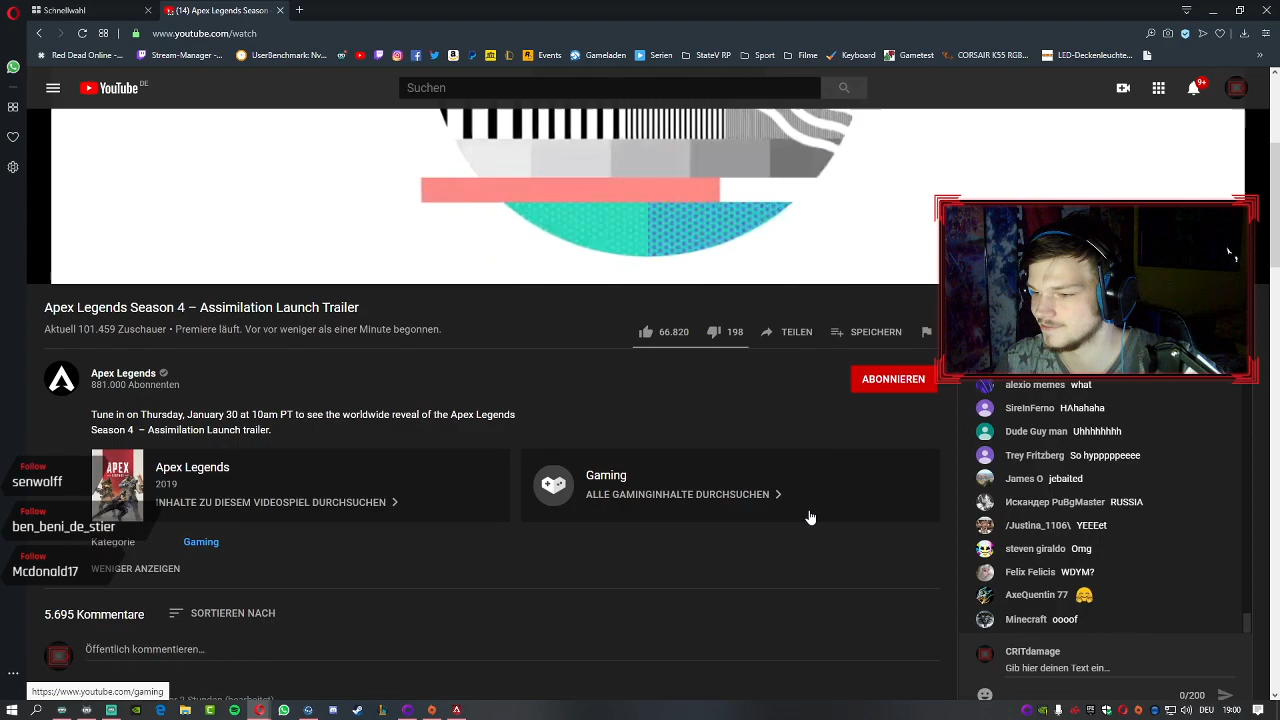 Schnellwahl
(14) Apex Legends Season
www.youtube.com/watch
Red Dead Online -...
Stream-Manager -...
UserBenchmark: Nv...
Events
Gameladen
Serien
StateV RP
Sport
Filme
Keyboard
Gametest
CORSAIR K55 RGB...
LED-Deckenleuchte...
YouTube DE
Suchen
9+
Apex Legends Season 4 – Assimilation Launch Trailer
Aktuell 101.459 Zuschauer • Premiere läuft. Vor vor weniger als einer Minute begonnen.
66.820
198
TEILEN
SPEICHERN
Apex Legends
881.000 Abonnenten
ABONNIEREN
Tune in on Thursday, January 30 at 10am PT to see the worldwide reveal of the Apex Legends
Season 4 – Assimilation Launch trailer.
APEX
Apex Legends
2019
INHALTE ZU DIESEM VIDEOSPIEL DURCHSUCHEN
Gaming
ALLE GAMINGINHALTE DURCHSUCHEN
Follow
senwolff
Follow
ben_beni_de_stier
Follow
Mcdonald17
Kategorie
Gaming
WENIGER ANZEIGEN
5.695 Kommentare
SORTIEREN NACH
Öffentlich kommentieren...
https://www.youtube.com/gaming
alexio memes what
SireInFerno HAhahaha
Dude Guy man Uhhhhhhh
Trey Fritzberg So hypppppeeee
James O jebaited
Искандер PuBgMaster RUSSIA
/Justina_1106\ YEEEet
steven giraldo Omg
Felix Felicis WDYM?
AxeQuentin 77 🤗
Minecraft oooof
CRITdamage
Gib hier deinen Text ein...
0/200
DEU
19:00